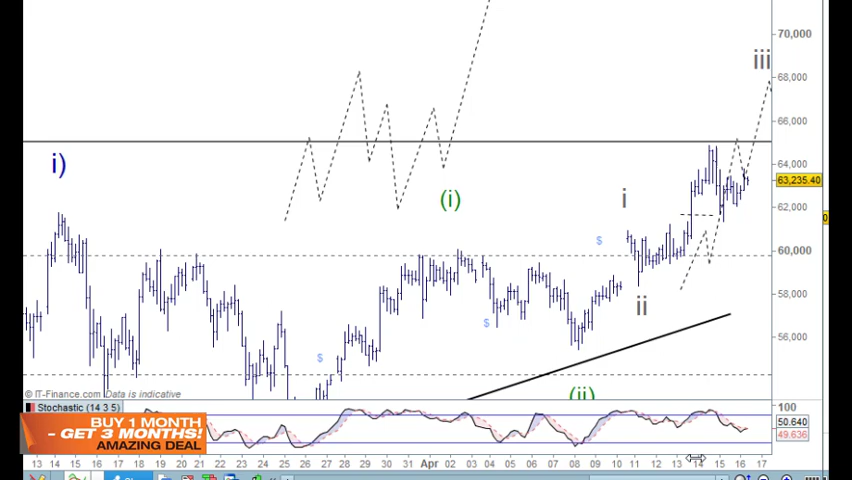 70,000
iii
68,000
66,000
i)
64,000
63,235.40
(i)
i
62,000
0
$
60,000
ii
58,000
$
56,000
$
© IT-Finance.com Data is indicative
(ii)
Stochastic (14 3 5)
100
BUY 1 MONTH
- GET 3 MONTHS!
AMAZING DEAL
50.640
49.636
13 14 15 16 17 18 19 20 21 22 23 24 25 26 27 28 29 30 31 Apr 02 03 04 05 06 07 08 09 10 11 12 13 14 15 16 17